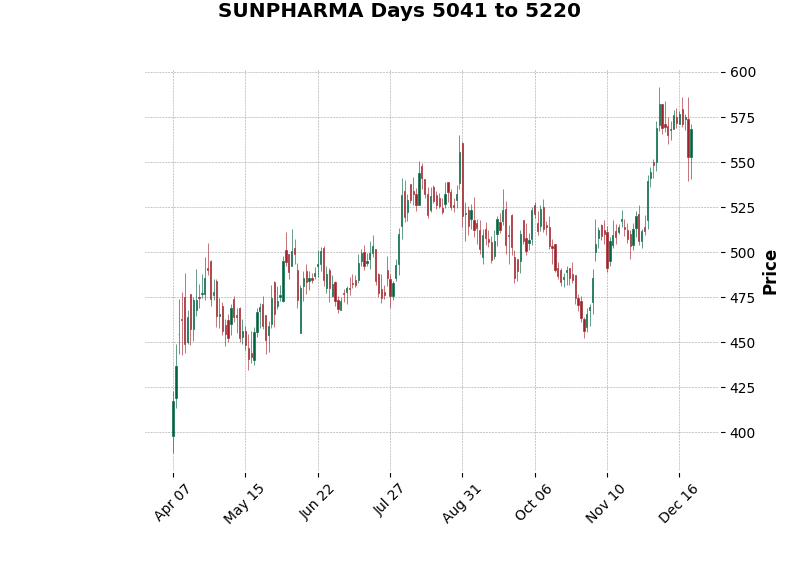 SUNPHARMA Days 5041 to 5220
600
575
550
525
500
475
450
425
400
Price
Apr 07
May 15
Jun 22
Jul 27
Aug 31
Oct 06
Nov 10
Dec 16